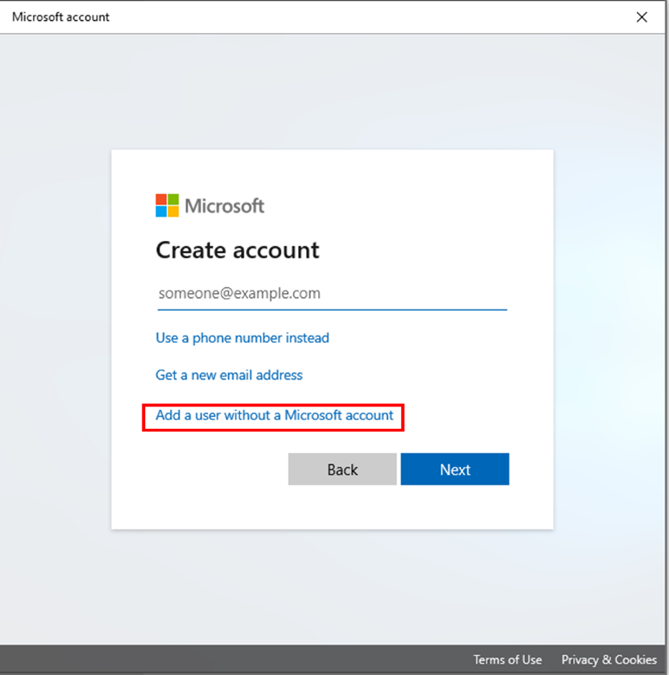 Microsoft account
Microsoft
Create account
someone@example.com
Use a phone number instead
Get a new email address
Add a user without a Microsoft account
Back Next
Terms of Use Privacy & Cookies